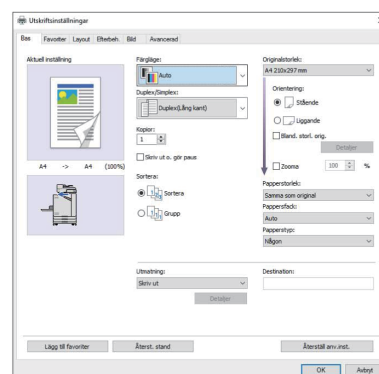 Utskriftsinställningar
Bas Favoriter Layout Efterbeh. Bild Avancerad
Aktuell inställning
A4 -> A4 (100%)
Färgläge:
Auto
Duplex/Simplex:
Duplex(Lång kant)
Kopior:
1
Skriv ut o. gör paus
Sortera:
Sortera
Grupp
Originalstorlek:
A4 210x297 mm
Orientering:
Stående
Liggande
Bland. storl. orig.
Detaljer
Zooma 100 %
Pappersstorlek:
Samma som original
Pappersfack:
Auto
Papperstyp:
Någon
Utmatning:
Skriv ut
Detaljer
Destination:
Lägg till favoriter Återst. stand Återställ anv.inst.
OK Avbryt